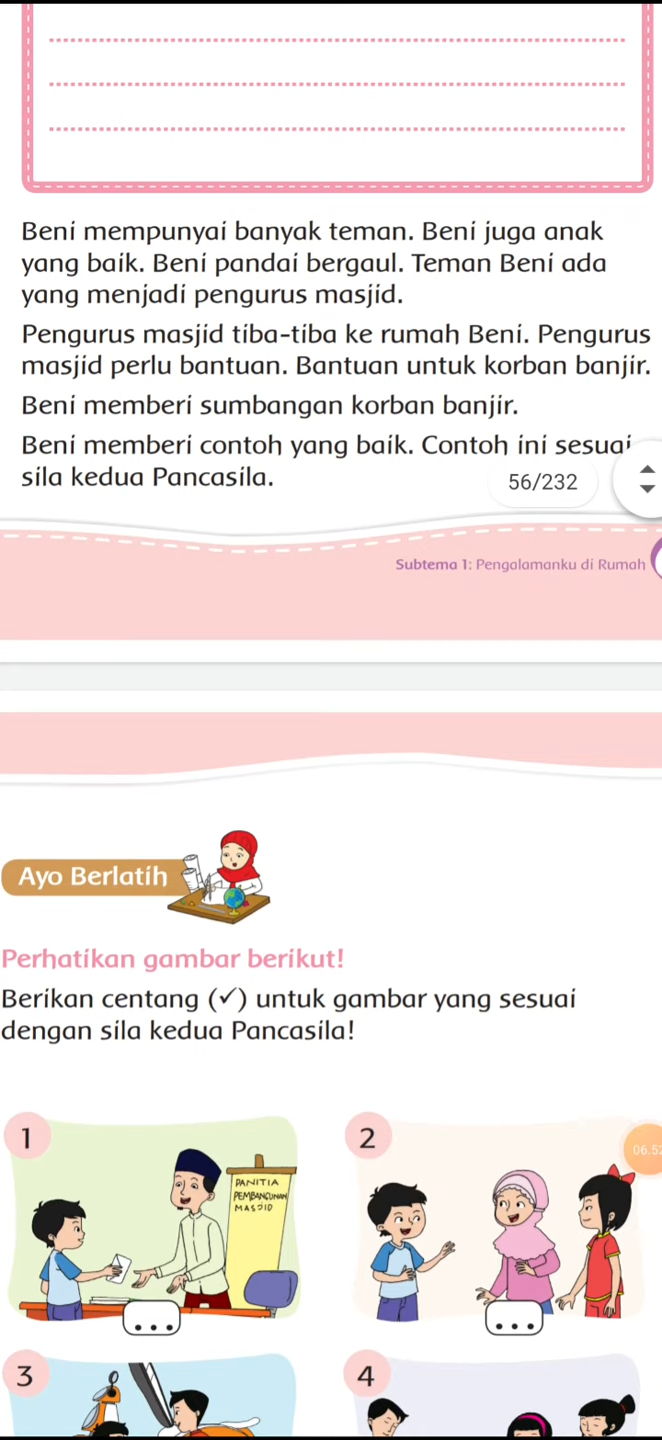 Beni mempunyai banyak teman. Beni juga anak
yang baik. Beni pandai bergaul. Teman Beni ada
yang menjadi pengurus masjid.
Pengurus masjid tiba-tiba ke rumah Beni. Pengurus
masjid perlu bantuan. Bantuan untuk korban banjir.
Beni memberi sumbangan korban banjir.
Beni memberi contoh yang baik. Contoh ini sesuai
sila kedua Pancasila.
56/232
Subtema 1: Pengalamanku di Rumah
Ayo Berlatih
Perhatikan gambar berikut!
Berikan centang (✓) untuk gambar yang sesuai
dengan sila kedua Pancasila!
1
PANITIA
PEMBANGUNAN
MASJID
...
2
06.52
...
3
4